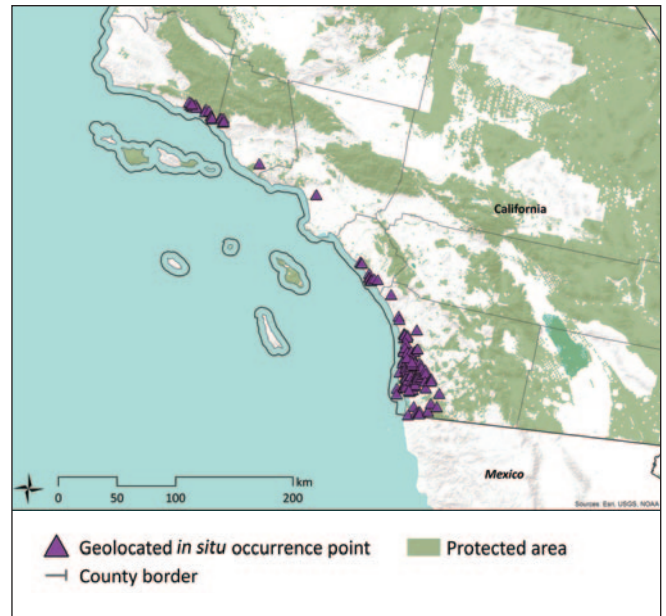 California
Mexico
km
0 50 100 200
Sources: Esri, USGS, NOAA
Geolocated in situ occurrence point
Protected area
County border